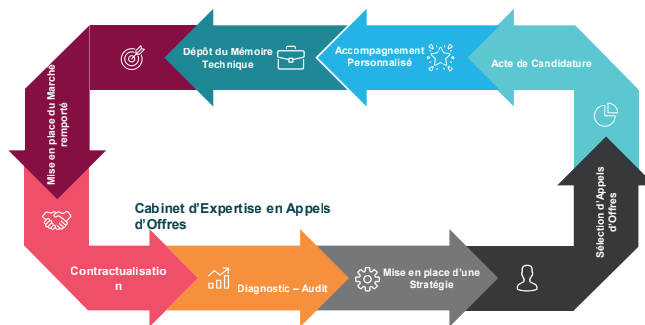 Dépôt du Mémoire
Technique
Accompagnement
Personnalisé
Acte de Candidature
Mise en place du Marche
remporté
Sélection d'Appels
d'Offres
Cabinet d'Expertise en Appels
d'Offres
Contractualisatio
n
Diagnostic – Audit
Mise en place d'une
Stratégie